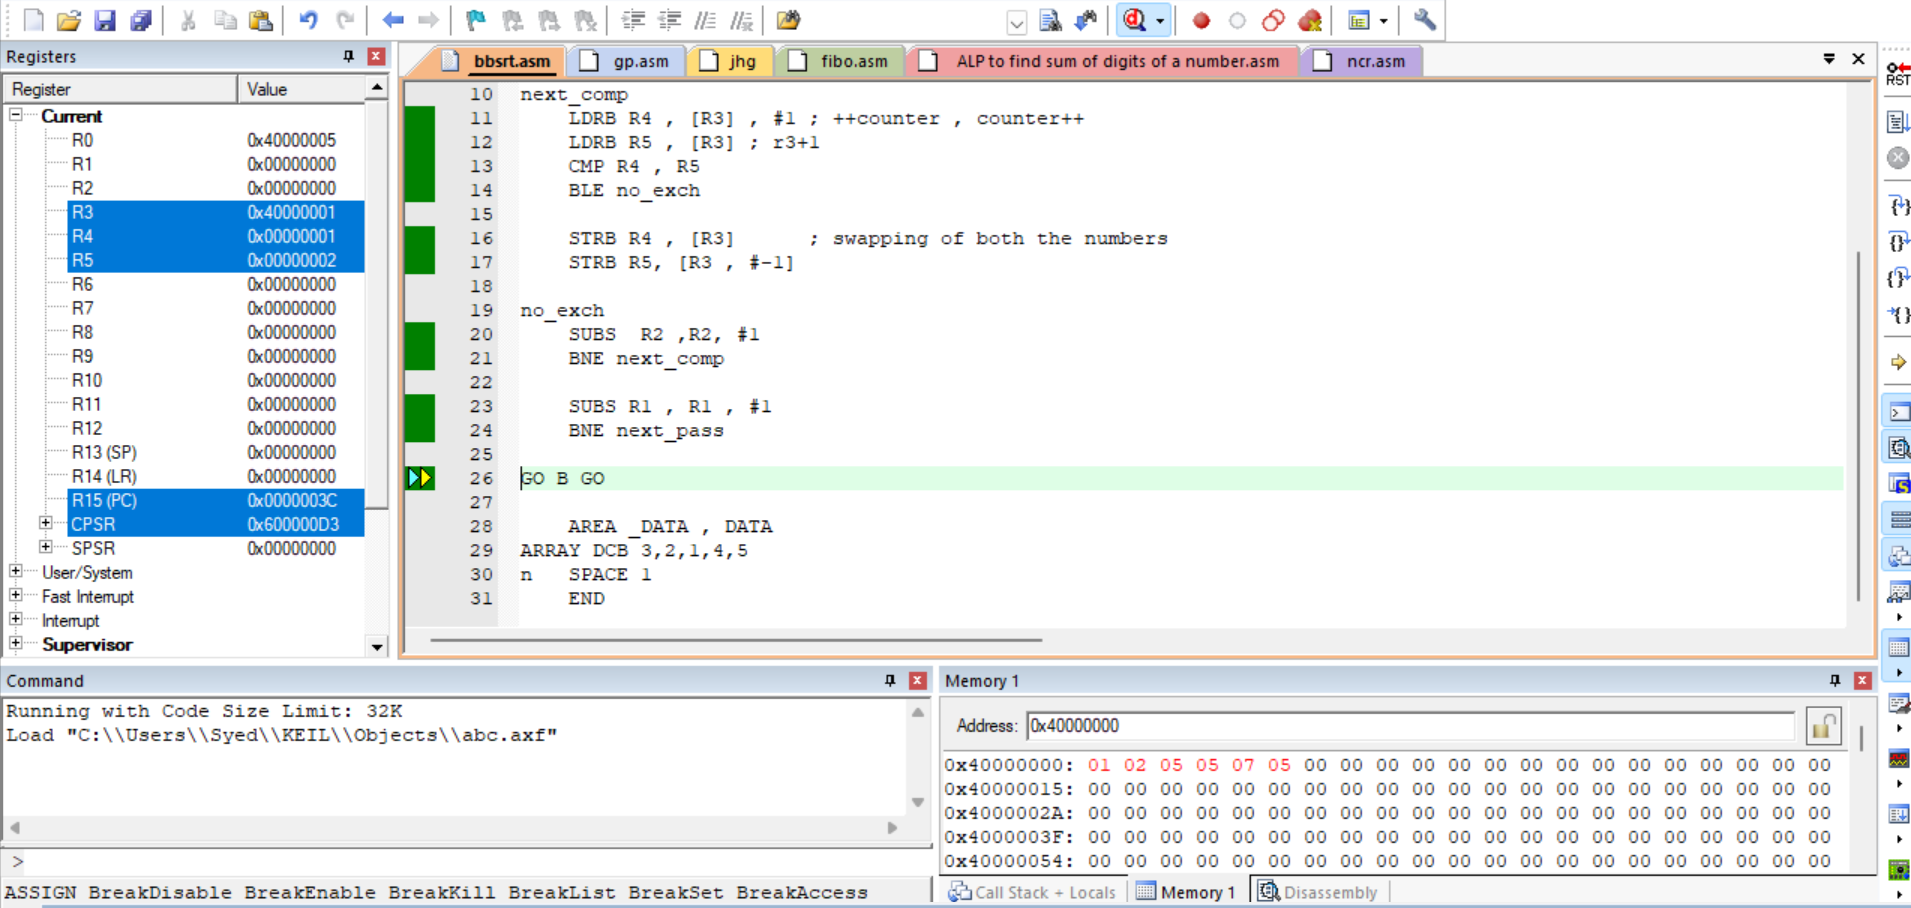 Registers
Register Value
Current
R0 0x40000005
R1 0x00000000
R2 0x00000000
R3 0x40000001
R4 0x00000001
R5 0x00000002
R6 0x00000000
R7 0x00000000
R8 0x00000000
R9 0x00000000
R10 0x00000000
R11 0x00000000
R12 0x00000000
R13 (SP) 0x00000000
R14 (LR) 0x00000000
R15 (PC) 0x0000003C
CPSR 0x600000D3
SPSR 0x00000000
User/System
Fast Interrupt
Interrupt
Supervisor
bbsrt.asm gp.asm jhg fibo.asm ALP to find sum of digits of a number.asm ncr.asm
10 next_comp
11 LDRB R4 , [R3] , #1 ; ++counter , counter++
12 LDRB R5 , [R3] ; r3+1
13 CMP R4 , R5
14 BLE no_exch
15
16 STRB R4 , [R3] ; swapping of both the numbers
17 STRB R5, [R3 , #-1]
18
19 no_exch
20 SUBS R2 ,R2, #1
21 BNE next_comp
22
23 SUBS R1 , R1 , #1
24 BNE next_pass
25
26 GO B GO
27
28 AREA _DATA , DATA
29 ARRAY DCB 3,2,1,4,5
30 n SPACE 1
31 END
RST
Command
Running with Code Size Limit: 32K
Load "C:\\Users\\Syed\\KEIL\\Objects\\abc.axf"
>
ASSIGN BreakDisable BreakEnable BreakKill BreakList BreakSet BreakAccess
Memory 1
Address: 0x40000000
0x40000000: 01 02 05 05 07 05 00 00 00 00 00 00 00 00 00 00 00 00 00 00 00
0x40000015: 00 00 00 00 00 00 00 00 00 00 00 00 00 00 00 00 00 00 00 00 00
0x4000002A: 00 00 00 00 00 00 00 00 00 00 00 00 00 00 00 00 00 00 00 00 00
0x4000003F: 00 00 00 00 00 00 00 00 00 00 00 00 00 00 00 00 00 00 00 00 00
0x40000054: 00 00 00 00 00 00 00 00 00 00 00 00 00 00 00 00 00 00 00 00 00
Call Stack + Locals Memory 1 Disassembly